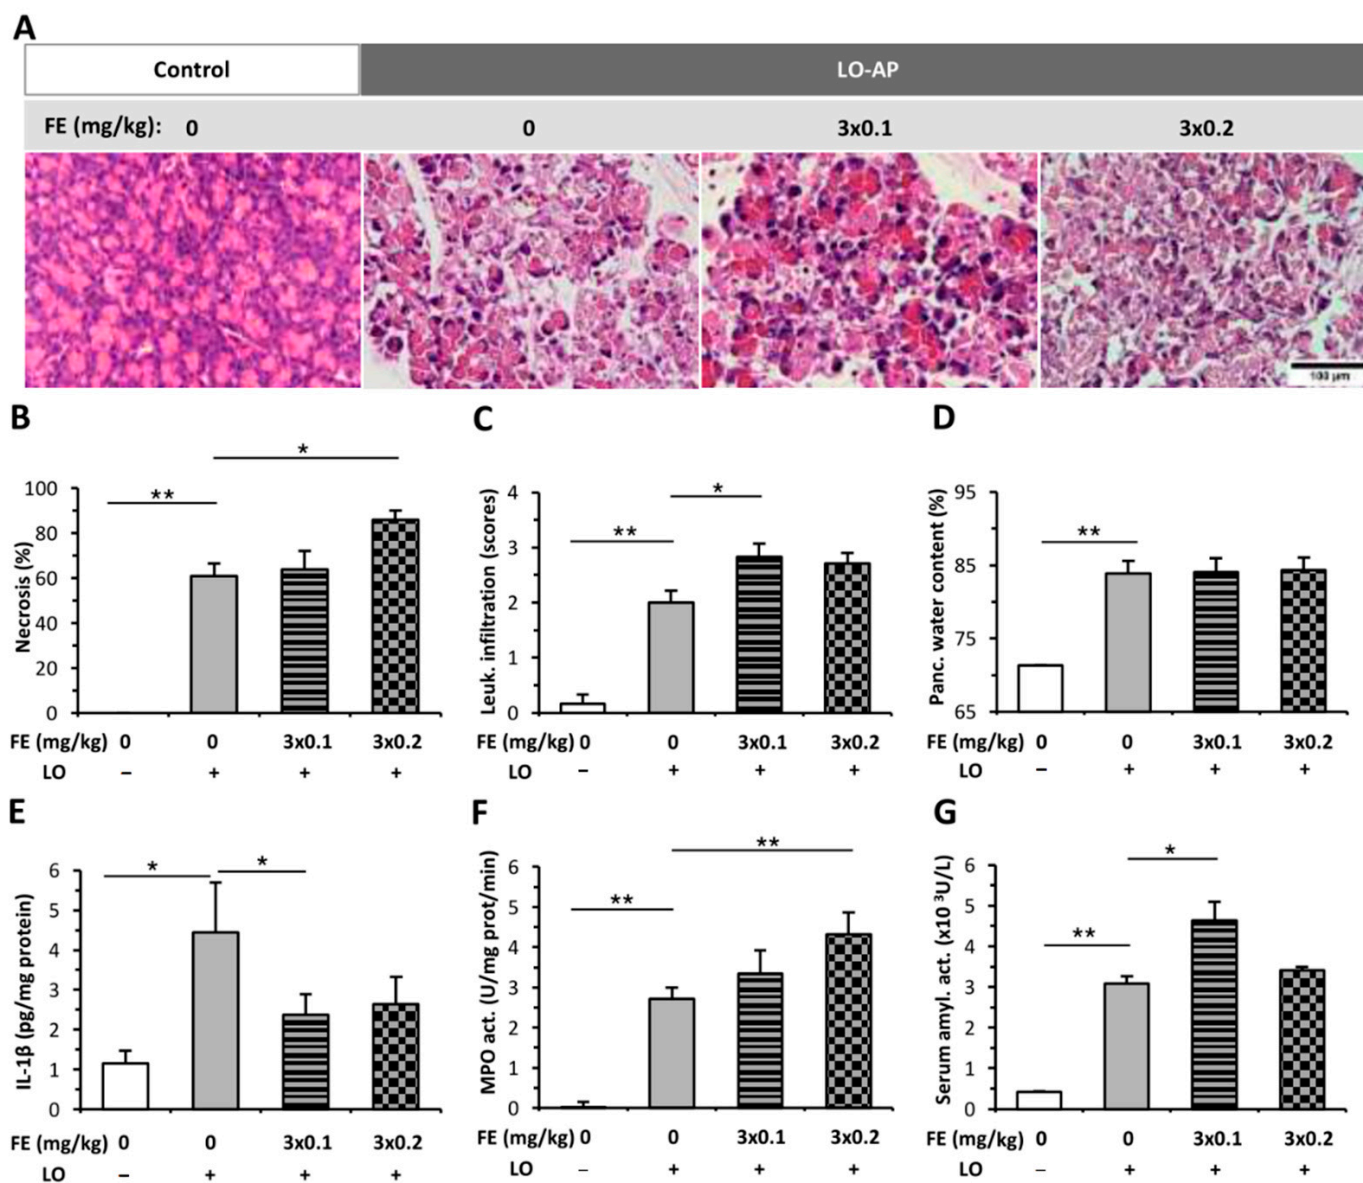 A
Control LO-AP
FE (mg/kg): 0 0 3x0.1 3x0.2
100 µm
B
* 
**
Necrosis (%)
100
80
60
40
20
0
FE (mg/kg) 0 0 3x0.1 3x0.2
LO – + + +
C
*
**
Leuk. infiltration (scores)
4
3
2
1
0
FE (mg/kg) 0 0 3x0.1 3x0.2
LO – + + +
D
**
Panc. water content (%)
95
85
75
65
FE (mg/kg) 0 0 3x0.1 3x0.2
LO – + + +
E
* *
IL-1β (pg/mg protein)
6
5
4
3
2
1
0
FE (mg/kg) 0 0 3x0.1 3x0.2
LO – + + +
F
**
**
MPO act. (U/mg prot/min)
6
5
4
3
2
1
0
FE (mg/kg) 0 0 3x0.1 3x0.2
LO – + + +
G
*
**
Serum amyl. act. (x10 ³U/L)
6
5
4
3
2
1
0
FE (mg/kg) 0 0 3x0.1 3x0.2
LO – + + +